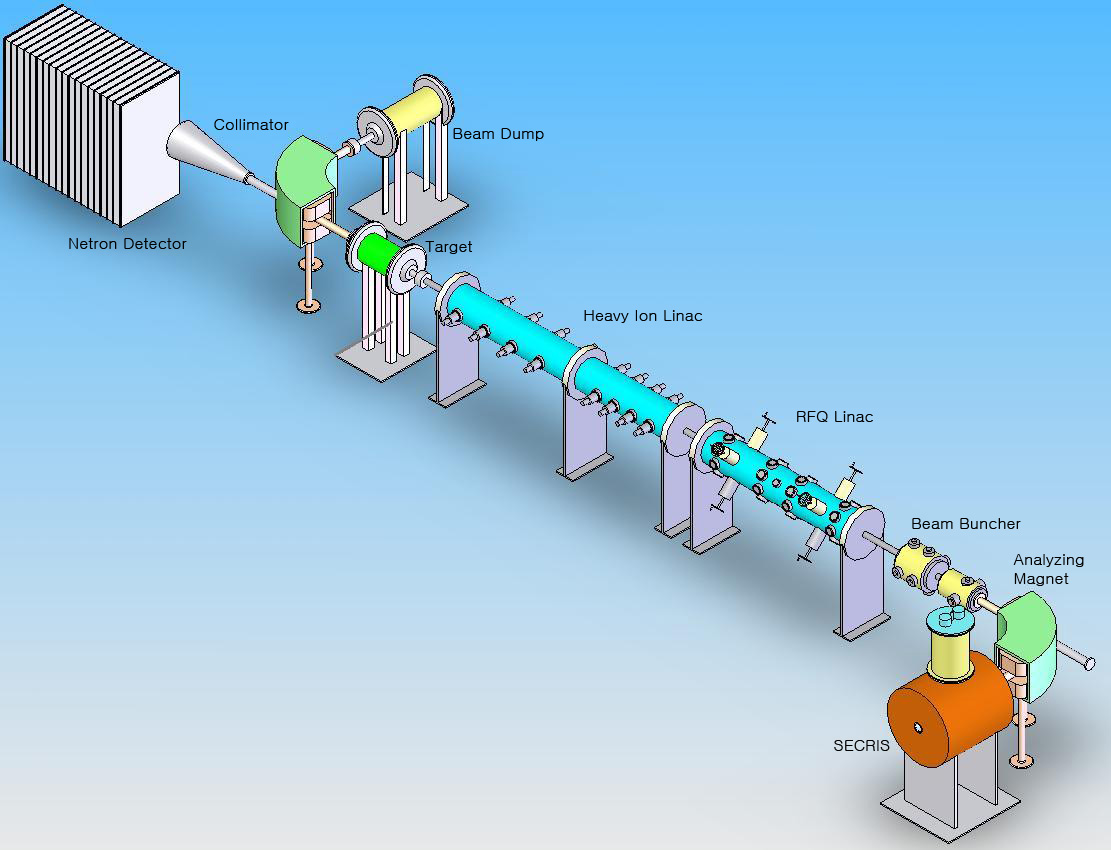 Collimator
Beam Dump
Netron Detector
Target
Heavy Ion Linac
RFQ Linac
Beam Buncher
Analyzing
Magnet
SECRIS